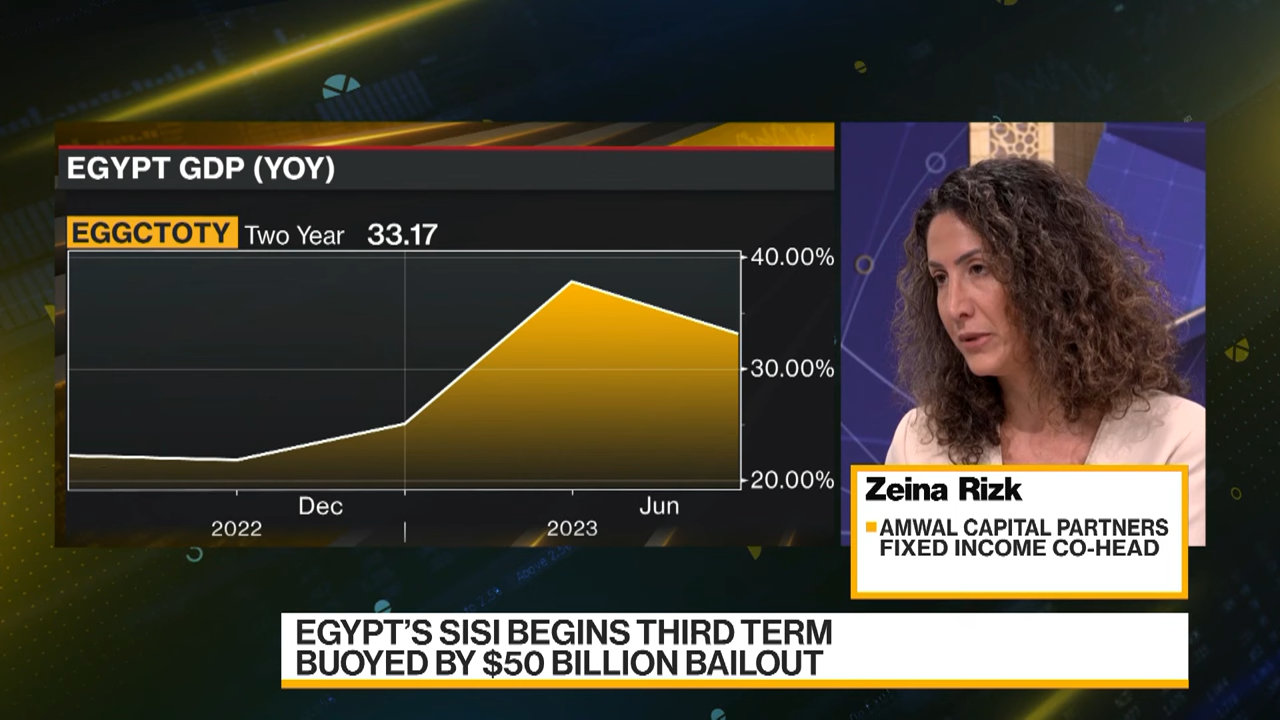 EGYPT GDP (YOY)
EGGCTOTY Two Year 33.17
40.00%
30.00%
20.00%
Dec Jun
2022 2023
Zeina Rizk
AMWAL CAPITAL PARTNERS
FIXED INCOME CO-HEAD
EGYPT'S SISI BEGINS THIRD TERM
BUOYED BY $50 BILLION BAILOUT